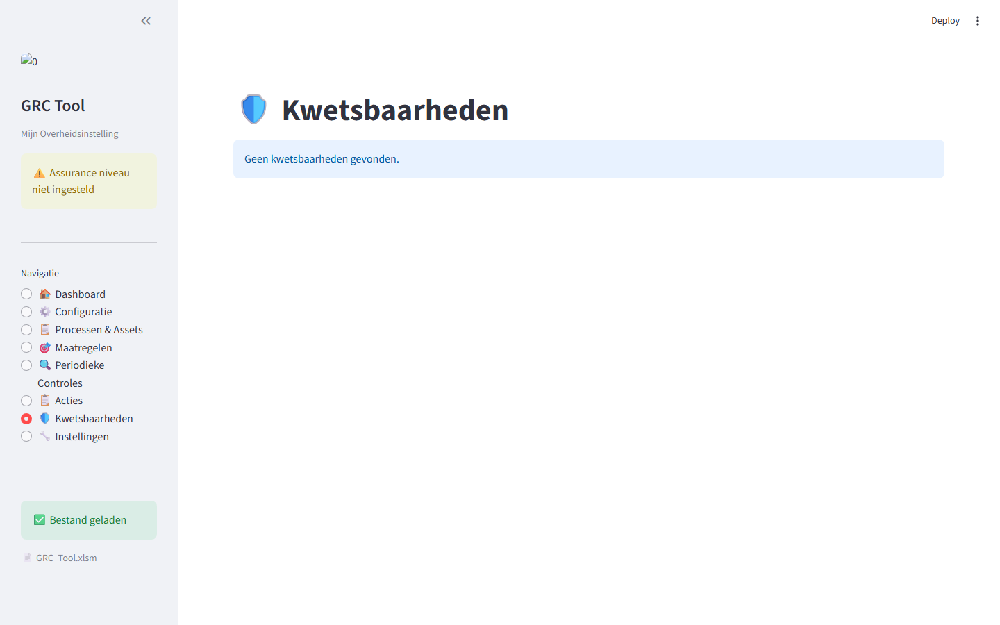 Deploy
0
GRC Tool
Mijn Overheidsinstelling
Assurance niveau
niet ingesteld
Navigatie
Dashboard
Configuratie
Processen & Assets
Maatregelen
Periodieke
Controles
Acties
Kwetsbaarheden
Instellingen
Bestand geladen
GRC_Tool.xlsm
Kwetsbaarheden
Geen kwetsbaarheden gevonden.